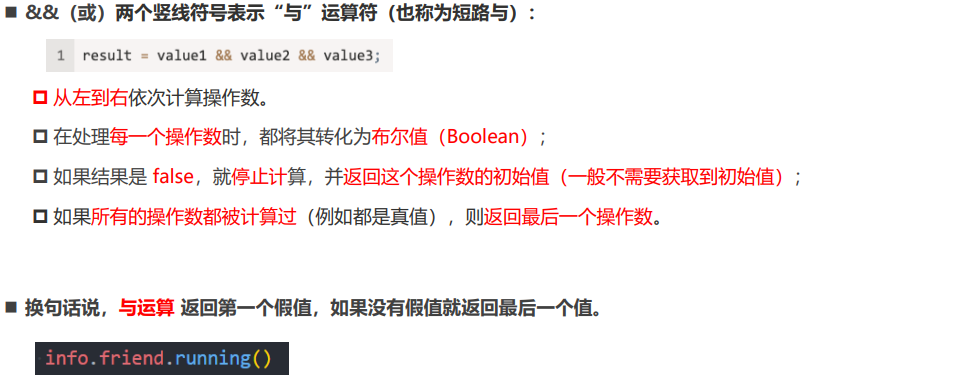 &&（或）两个竖线符号表示“与”运算符（也称为短路与）：
1 result = value1 && value2 && value3;
从左到右依次计算操作数。
在处理每一个操作数时，都将其转化为布尔值（Boolean）；
如果结果是 false，就停止计算，并返回这个操作数的初始值（一般不需要获取到初始值）；
如果所有的操作数都被计算过（例如都是真值），则返回最后一个操作数。
换句话说，与运算 返回第一个假值，如果没有假值就返回最后一个值。
info.friend.running()